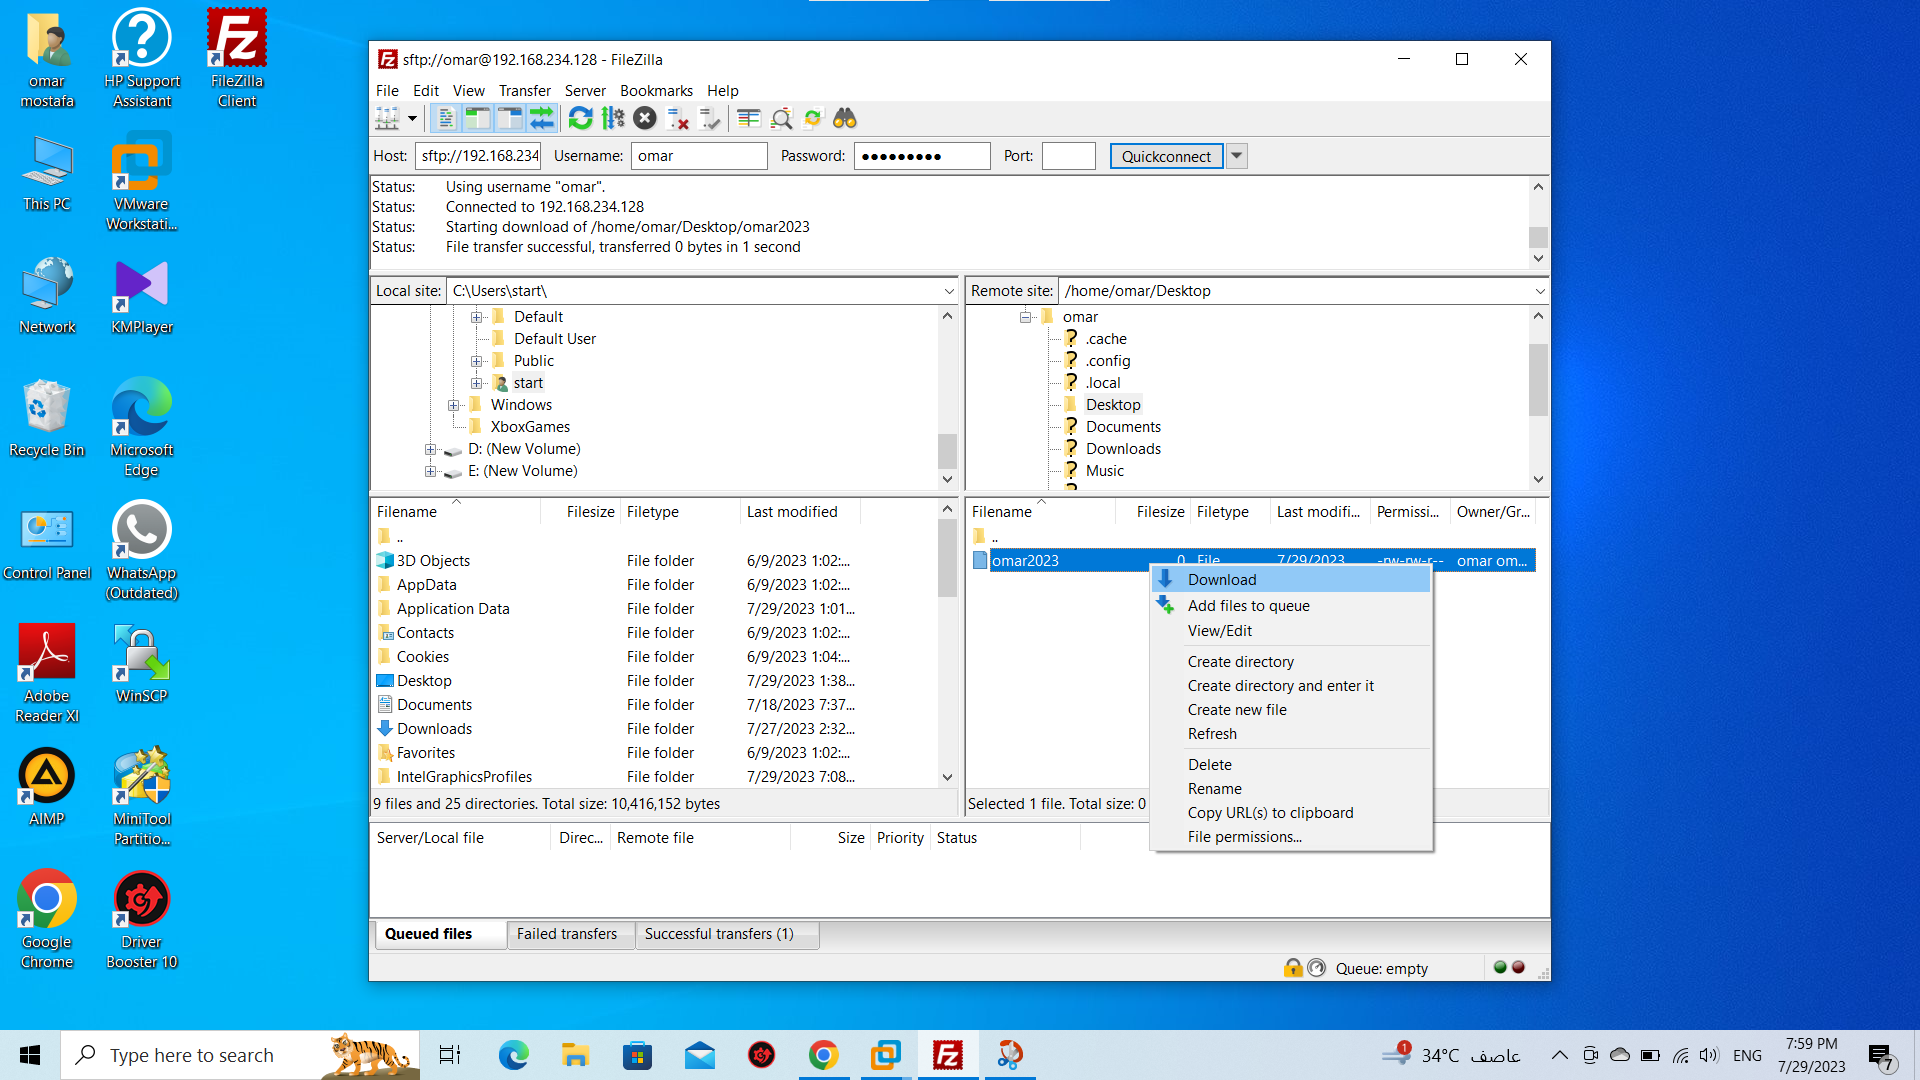 omar
mostafa
HP Support
Assistant
FileZilla
Client
This PC
VMware
Workstati...
Network
KMPlayer
Recycle Bin
Microsoft
Edge
Control Panel
WhatsApp
(Outdated)
Adobe
Reader XI
WinSCP
AIMP
MiniTool
Partitio...
Google
Chrome
Driver
Booster 10
sftp://omar@192.168.234.128 - FileZilla
File Edit View Transfer Server Bookmarks Help
Host: sftp://192.168.234 Username: omar Password: ●●●●●●●●● Port: Quickconnect
Status: Using username "omar".
Status: Connected to 192.168.234.128
Status: Starting download of /home/omar/Desktop/omar2023
Status: File transfer successful, transferred 0 bytes in 1 second
Local site: C:\Users\start\
Default
Default User
Public
start
Windows
XboxGames
D: (New Volume)
E: (New Volume)
Remote site: /home/omar/Desktop
omar
.cache
.config
.local
Desktop
Documents
Downloads
Music
Filename Filesize Filetype Last modified
..
3D Objects File folder 6/9/2023 1:02:...
AppData File folder 6/9/2023 1:02:...
Application Data File folder 7/29/2023 1:01...
Contacts File folder 6/9/2023 1:02:...
Cookies File folder 6/9/2023 1:04:...
Desktop File folder 7/29/2023 1:38...
Documents File folder 7/18/2023 7:37...
Downloads File folder 7/27/2023 2:32...
Favorites File folder 6/9/2023 1:02:...
IntelGraphicsProfiles File folder 7/29/2023 7:08...
9 files and 25 directories. Total size: 10,416,152 bytes
Filename Filesize Filetype Last modifi... Permissi... Owner/Gr...
..
omar2023 0 File 7/29/2023 -rw-rw-r-- omar om...
Download
Add files to queue
View/Edit
Create directory
Create directory and enter it
Create new file
Refresh
Delete
Rename
Copy URL(s) to clipboard
File permissions...
Selected 1 file. Total size: 0
Server/Local file Direc... Remote file Size Priority Status
Queued files Failed transfers Successful transfers (1)
Queue: empty
Type here to search
1
34°C عاصف
ENG
7:59 PM
7/29/2023
7